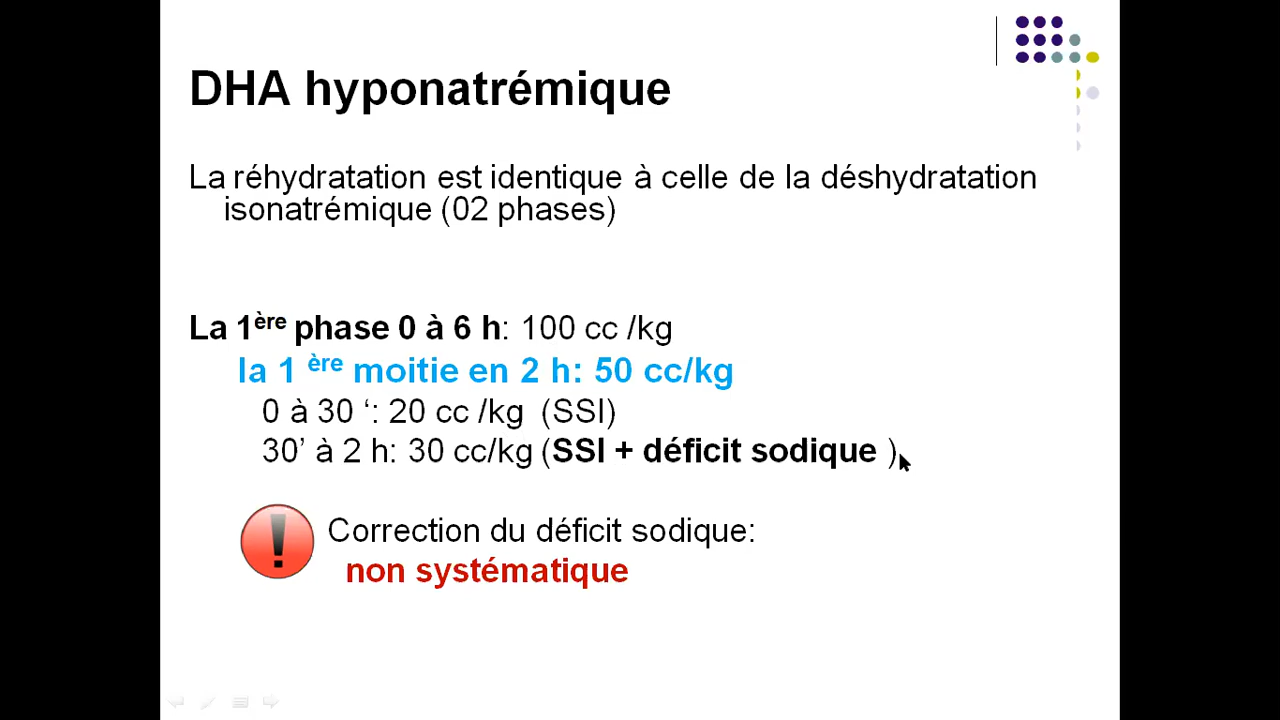 DHA hyponatrémique
La réhydratation est identique à celle de la déshydratation
isonatrémique (02 phases)
La 1ère phase 0 à 6 h: 100 cc /kg
la 1 ère moitie en 2 h: 50 cc/kg
0 à 30 ‘: 20 cc /kg (SSI)
30’ à 2 h: 30 cc/kg (SSI + déficit sodique )
Correction du déficit sodique:
non systématique